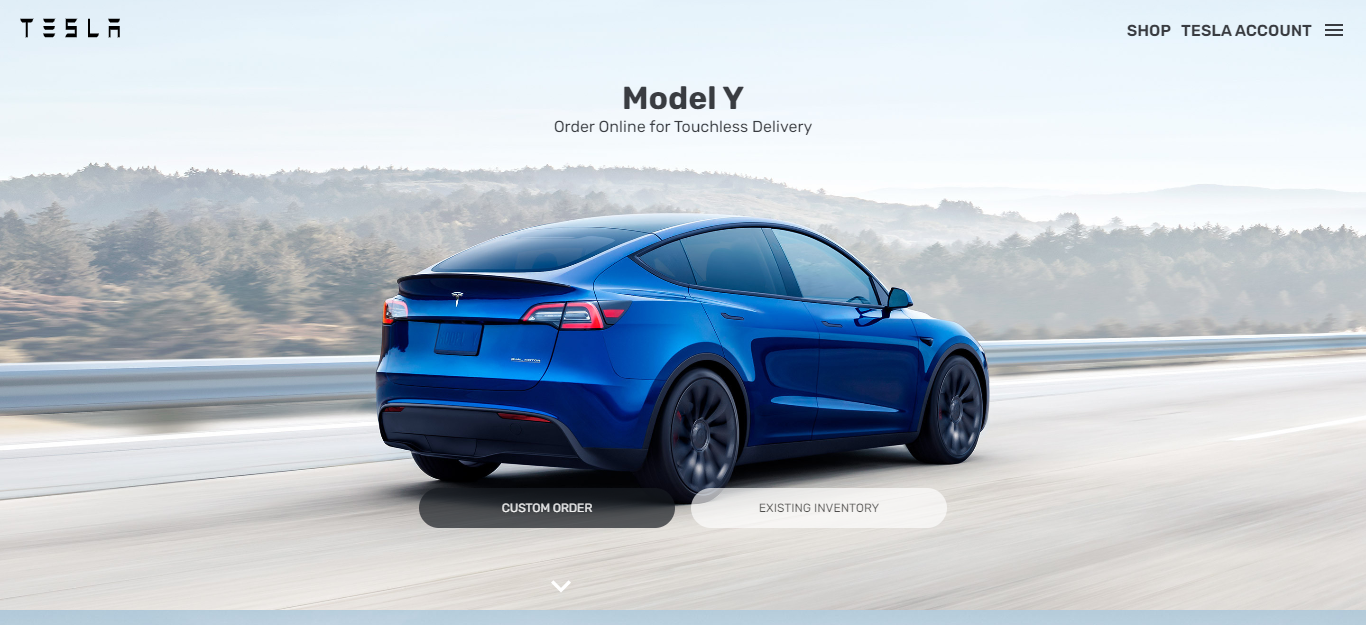 TESLA
SHOP TESLA ACCOUNT
Model Y
Order Online for Touchless Delivery
CUSTOM ORDER
EXISTING INVENTORY